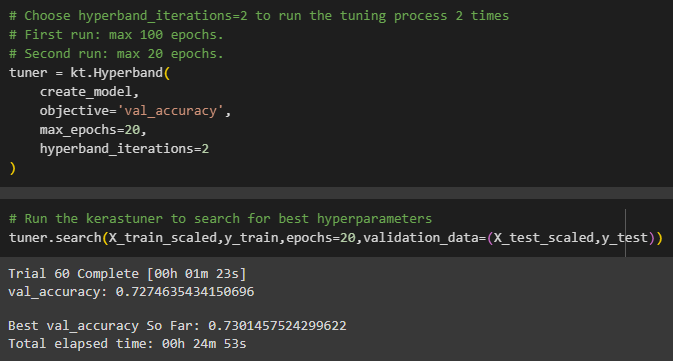 # Choose hyperband_iterations=2 to run the tuning process 2 times
# First run: max 100 epochs.
# Second run: max 20 epochs.
tuner = kt.Hyperband(
    create_model,
    objective='val_accuracy',
    max_epochs=20,
    hyperband_iterations=2
)
# Run the kerastuner to search for best hyperparameters
tuner.search(X_train_scaled,y_train,epochs=20,validation_data=(X_test_scaled,y_test))
Trial 60 Complete [00h 01m 23s]
val_accuracy: 0.7274635434150696
Best val_accuracy So Far: 0.7301457524299622
Total elapsed time: 00h 24m 53s